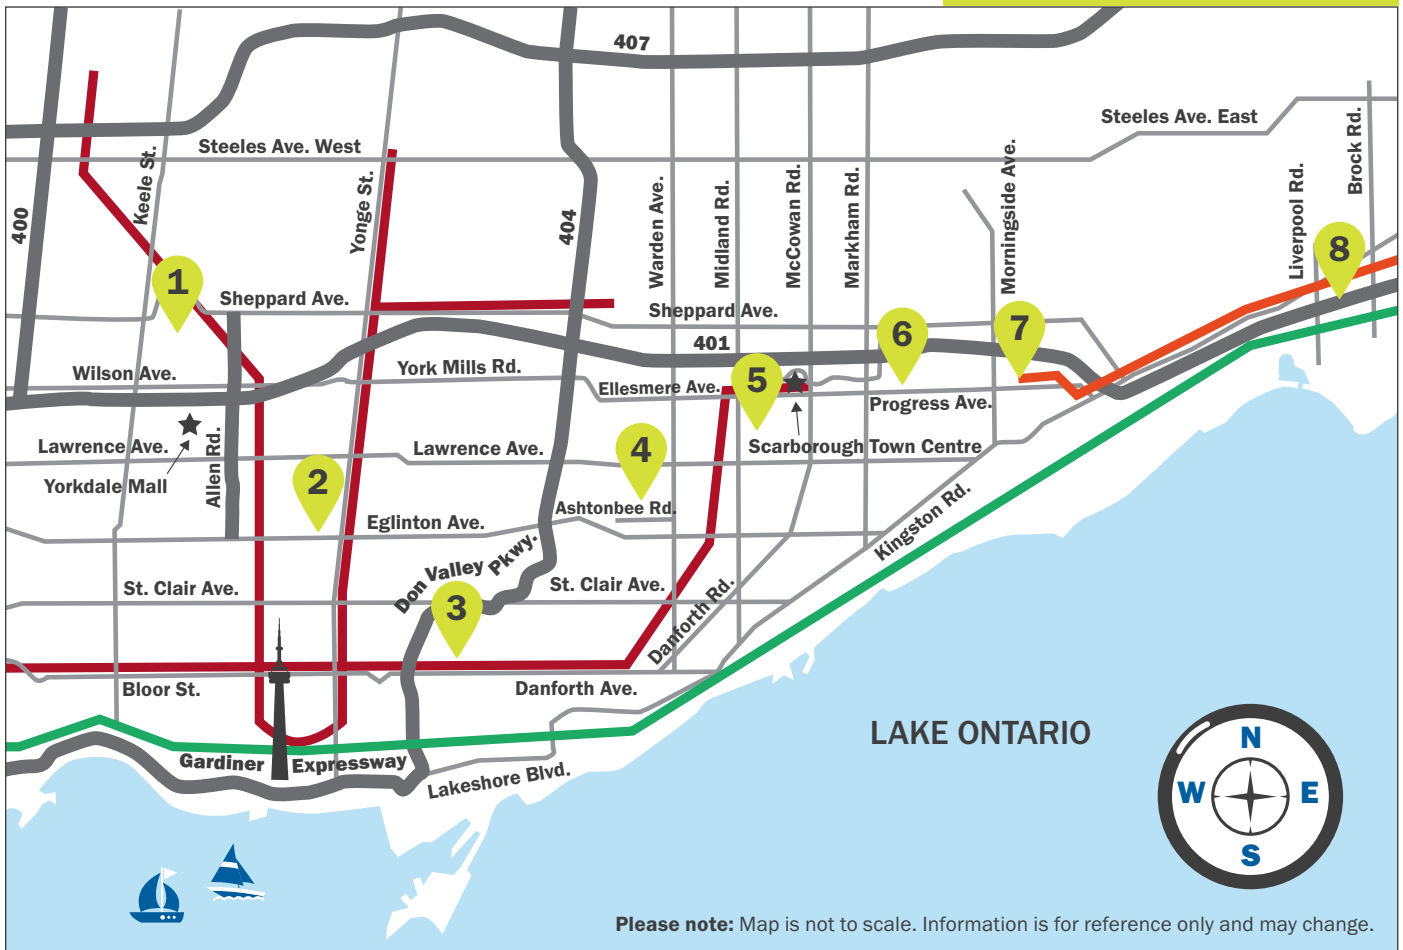 407
Steeles Ave. East
Steeles Ave. West
Keele St.
Yonge St.
400
404
Warden Ave.
Midland Rd.
McCowan Rd.
Markham Rd.
Morningside Ave.
Liverpool Rd.
Brock Rd.
8
1
Sheppard Ave.
Sheppard Ave.
6
7
401
Wilson Ave.
York Mills Rd.
Ellesmere Ave.
5
Progress Ave.
Lawrence Ave.
Lawrence Ave.
4
Scarborough Town Centre
Yorkdale Mall
Allen Rd.
2
Ashtonbee Rd.
Eglinton Ave.
Kingston Rd.
Don Valley Pkwy.
St. Clair Ave.
St. Clair Ave.
3
Danforth Rd.
Bloor St.
Danforth Ave.
Gardiner Expressway
Lakeshore Blvd.
LAKE ONTARIO
N
W E
S
Please note: Map is not to scale. Information is for reference only and may change.